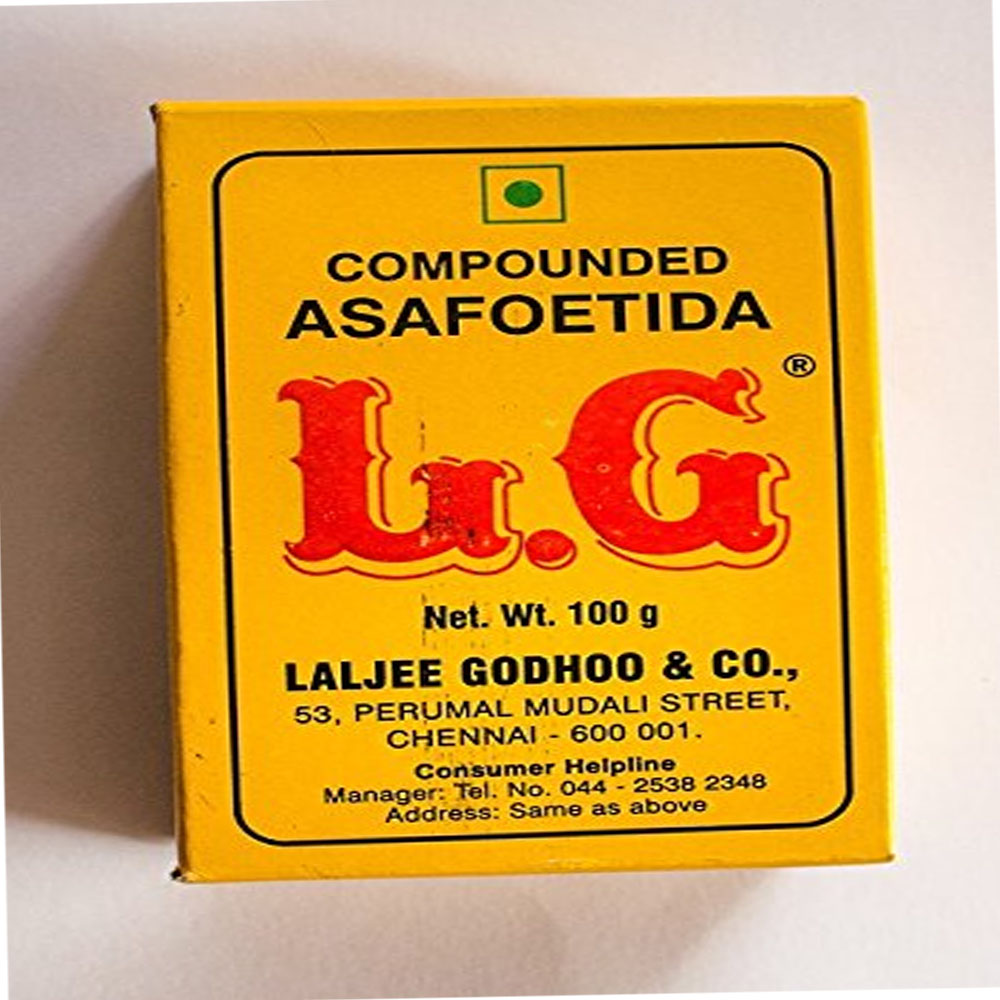 COMPOUNDED
ASAFOETIDA
L.G ®
Net. Wt. 100 g
LALJEE GODHOO & CO.,
53, PERUMAL MUDALI STREET,
CHENNAI - 600 001.
Consumer Helpline
Manager: Tel. No. 044 - 2538 2348
Address: Same as above